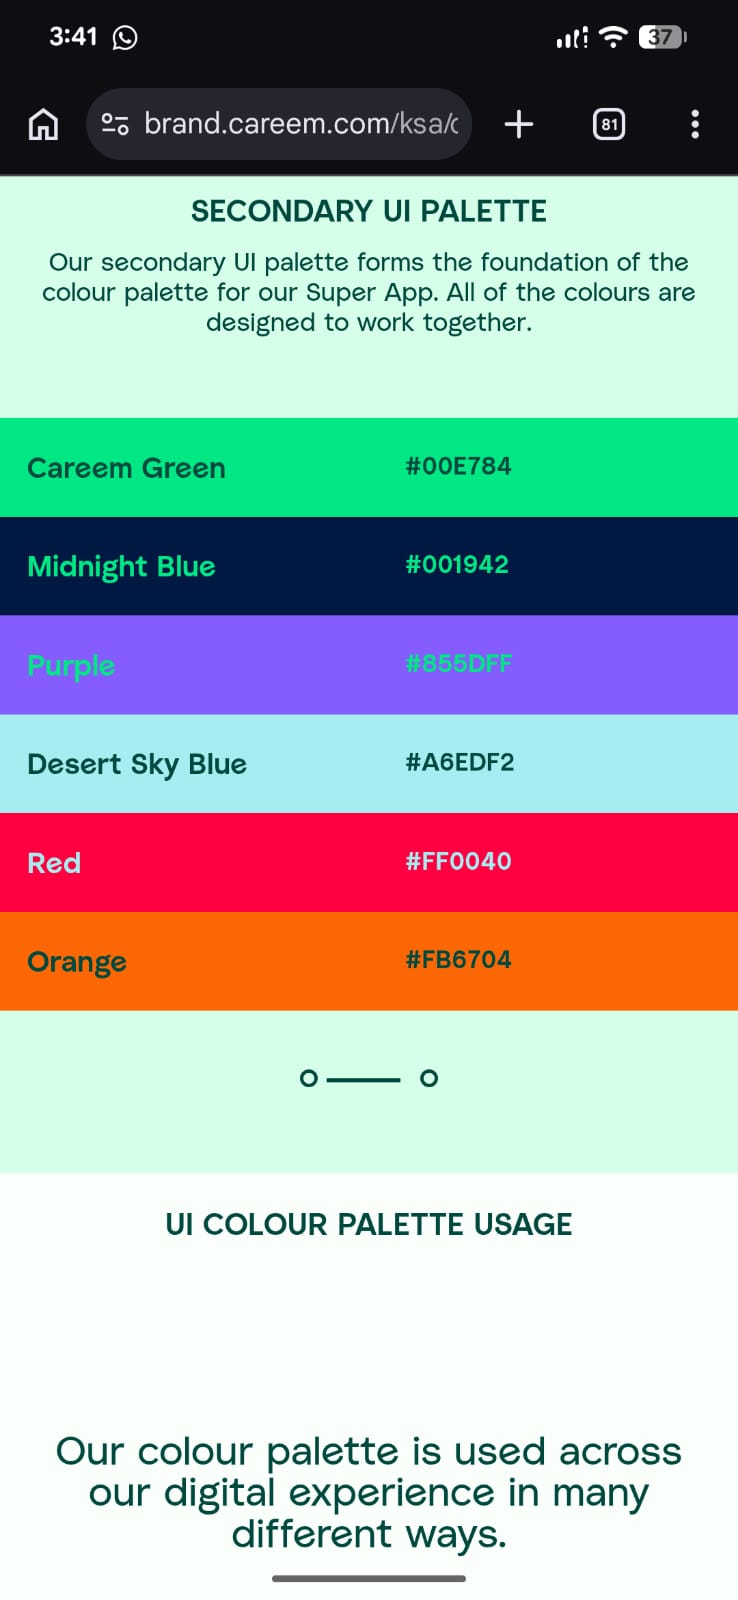 3:41
37
brand.careem.com/ksa/c
81
SECONDARY UI PALETTE
Our secondary UI palette forms the foundation of the
colour palette for our Super App. All of the colours are
designed to work together.
Careem Green #00E784
Midnight Blue #001942
Purple #855DFF
Desert Sky Blue #A6EDF2
Red #FF0040
Orange #FB6704
UI COLOUR PALETTE USAGE
Our colour palette is used across
our digital experience in many
different ways.